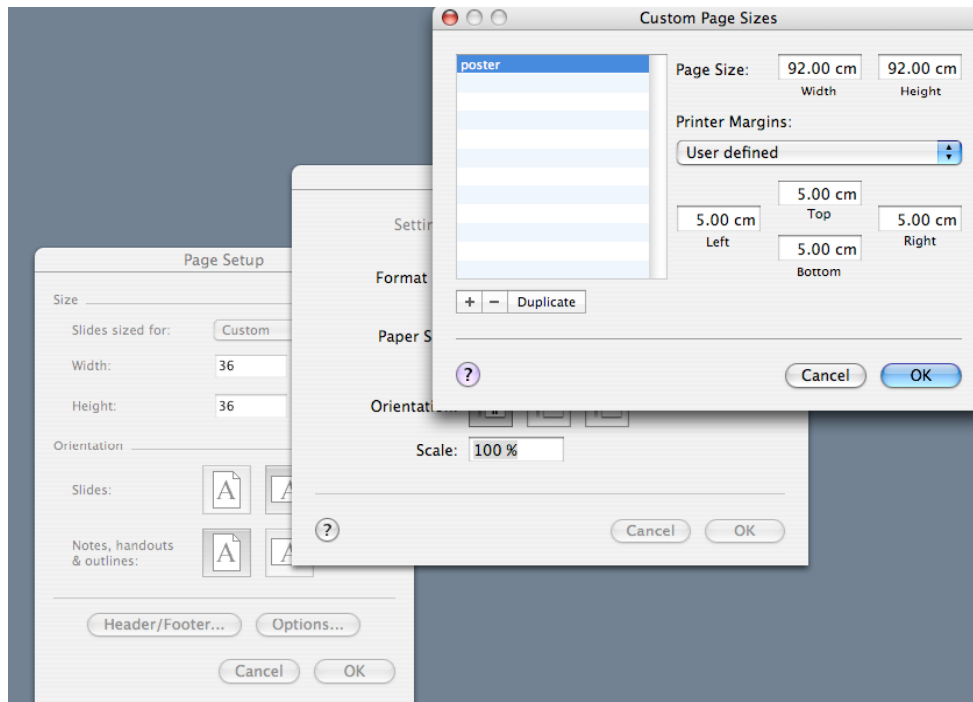 Custom Page Sizes
poster
Page Size: 92.00 cm 92.00 cm
Width Height
Printer Margins:
User defined
5.00 cm
Top
5.00 cm 5.00 cm
Left Right
5.00 cm
Bottom
+ − Duplicate
? Cancel OK
Format
Paper S
Scale: 100 %
? Cancel OK
Page Setup
Size
Slides sized for: Custom
Width: 36
Height: 36
Orientation
Slides: A A
Notes, handouts
& outlines: A A
Header/Footer... Options...
Cancel OK